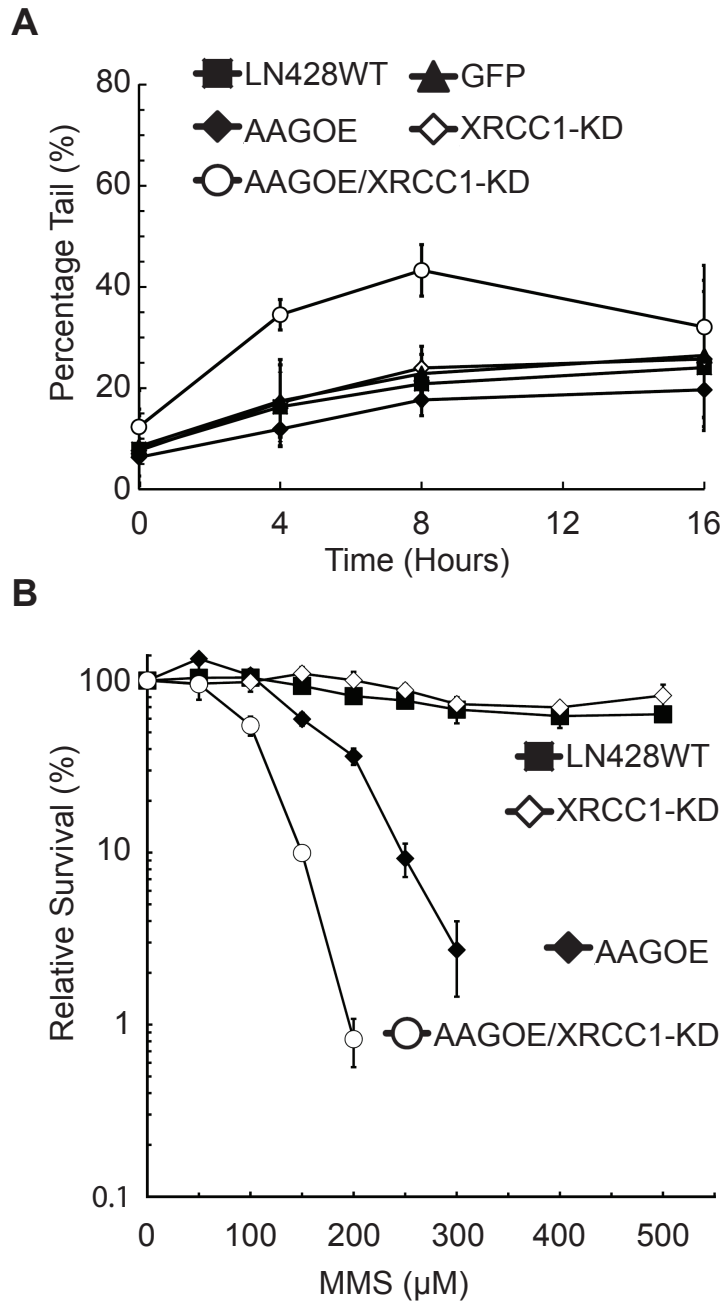 A
80
60
40
20
0
Percentage Tail (%)
LN428WT
GFP
AAGOE
XRCC1-KD
AAGOE/XRCC1-KD
0 4 8 12 16
Time (Hours)
B
100
10
1
0.1
Relative Survival (%)
LN428WT
XRCC1-KD
AAGOE
AAGOE/XRCC1-KD
0 100 200 300 400 500
MMS (µM)